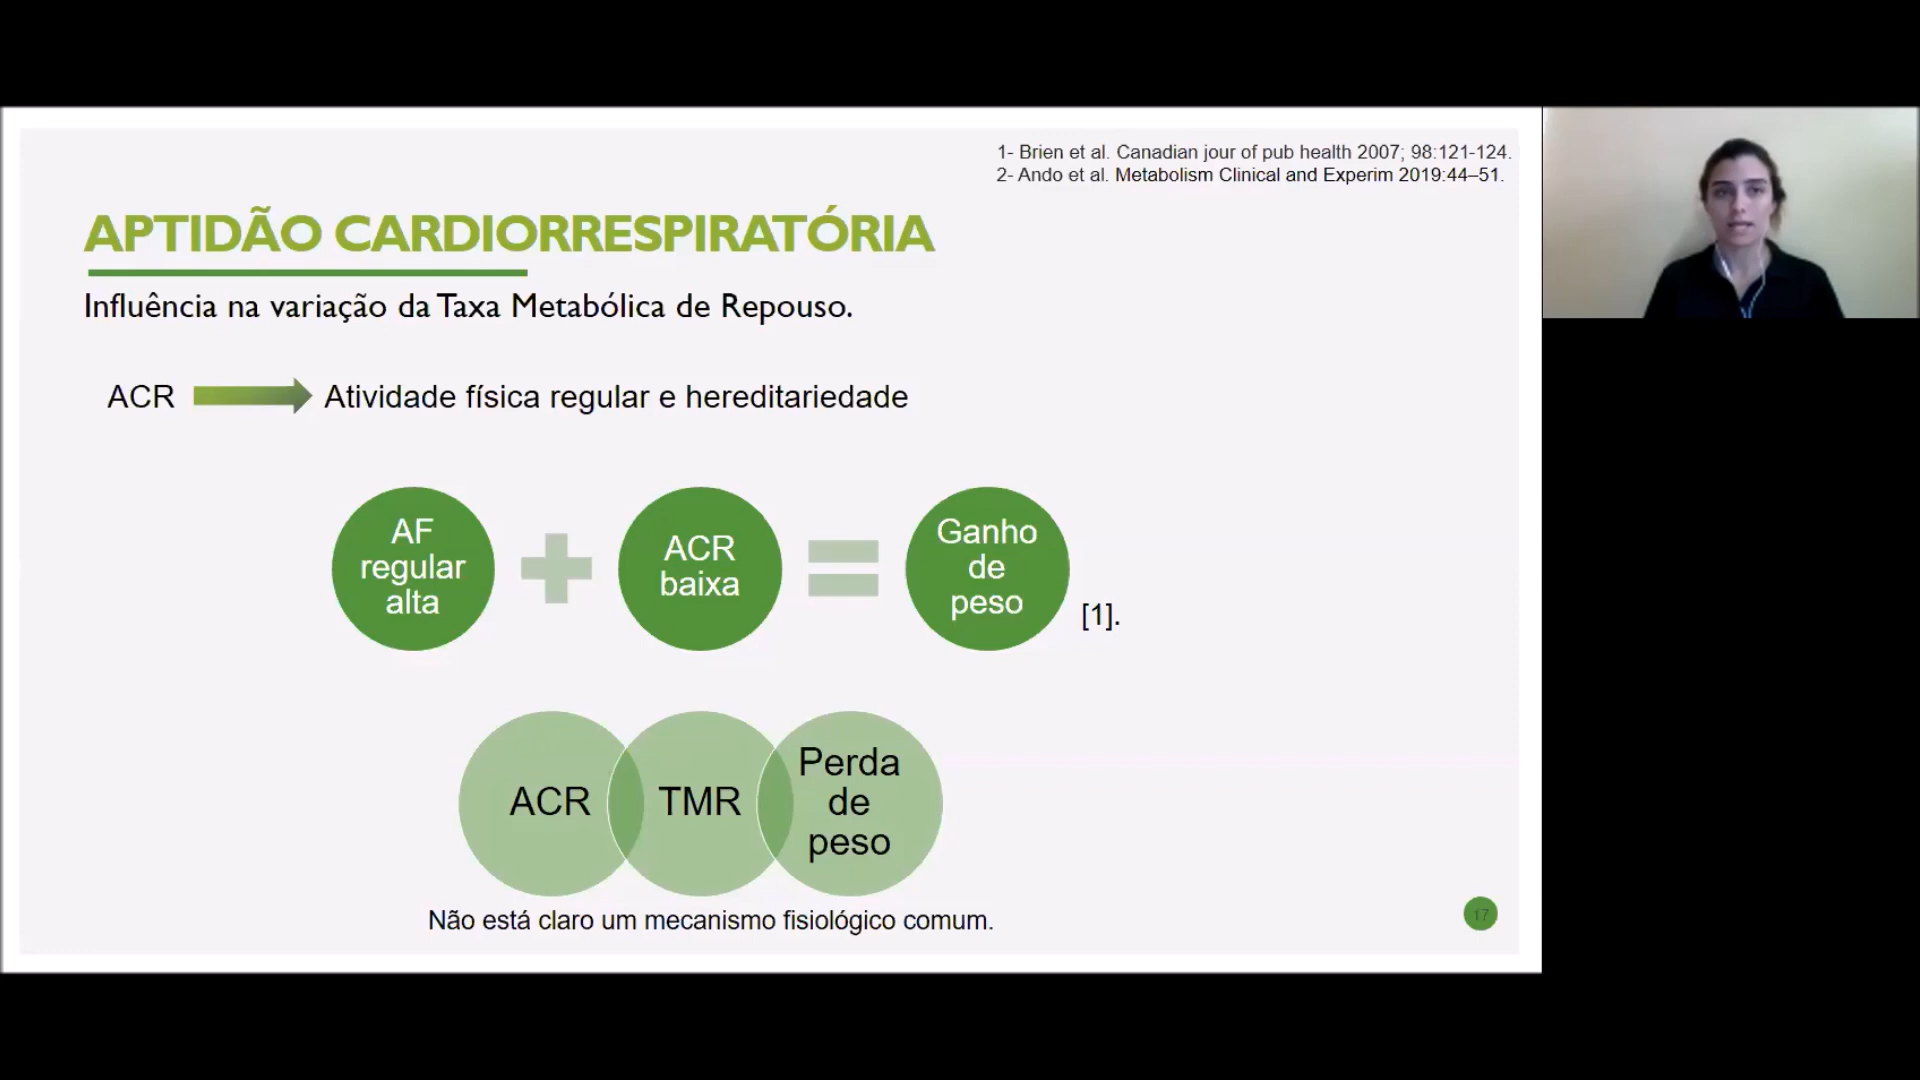 1- Brien et al. Canadian jour of pub health 2007; 98:121-124.
2- Ando et al. Metabolism Clinical and Experim 2019:44–51.
APTIDÃO CARDIORRESPIRATÓRIA
Influência na variação da Taxa Metabólica de Repouso.
ACR Atividade física regular e hereditariedade
AF
regular
alta
ACR
baixa
Ganho
de
peso
[1].
ACR
TMR
Perda
de
peso
Não está claro um mecanismo fisiológico comum.
17